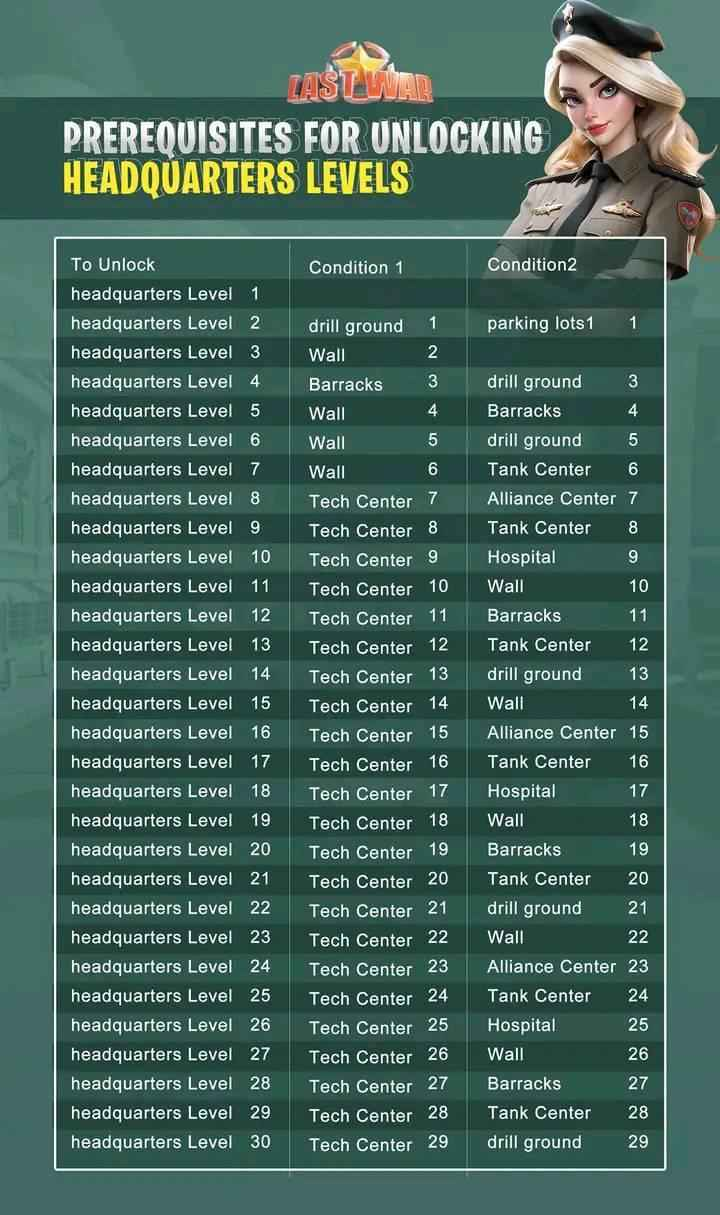 LAST WAR
PREREQUISITES FOR UNLOCKING
HEADQUARTERS LEVELS
To Unlock Condition 1 Condition2
headquarters Level 1
headquarters Level 2 drill ground 1 parking lots1 1
headquarters Level 3 Wall 2
headquarters Level 4 Barracks 3 drill ground 3
headquarters Level 5 Wall 4 Barracks 4
headquarters Level 6 Wall 5 drill ground 5
headquarters Level 7 Wall 6 Tank Center 6
headquarters Level 8 Tech Center 7 Alliance Center 7
headquarters Level 9 Tech Center 8 Tank Center 8
headquarters Level 10 Tech Center 9 Hospital 9
headquarters Level 11 Tech Center 10 Wall 10
headquarters Level 12 Tech Center 11 Barracks 11
headquarters Level 13 Tech Center 12 Tank Center 12
headquarters Level 14 Tech Center 13 drill ground 13
headquarters Level 15 Tech Center 14 Wall 14
headquarters Level 16 Tech Center 15 Alliance Center 15
headquarters Level 17 Tech Center 16 Tank Center 16
headquarters Level 18 Tech Center 17 Hospital 17
headquarters Level 19 Tech Center 18 Wall 18
headquarters Level 20 Tech Center 19 Barracks 19
headquarters Level 21 Tech Center 20 Tank Center 20
headquarters Level 22 Tech Center 21 drill ground 21
headquarters Level 23 Tech Center 22 Wall 22
headquarters Level 24 Tech Center 23 Alliance Center 23
headquarters Level 25 Tech Center 24 Tank Center 24
headquarters Level 26 Tech Center 25 Hospital 25
headquarters Level 27 Tech Center 26 Wall 26
headquarters Level 28 Tech Center 27 Barracks 27
headquarters Level 29 Tech Center 28 Tank Center 28
headquarters Level 30 Tech Center 29 drill ground 29